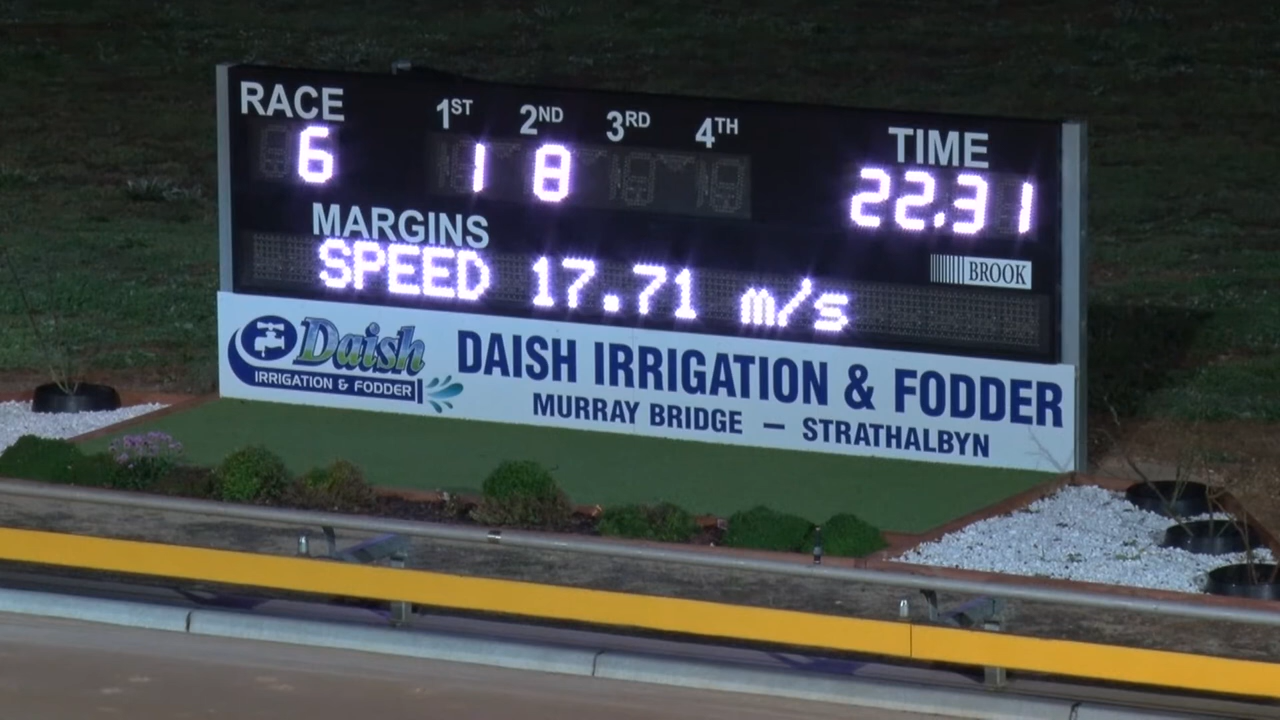 RACE 1ST 2ND 3RD 4TH TIME
6 1 8 22.31
MARGINS
SPEED 17.71 m/s
BROOK
Daish
IRRIGATION & FODDER
DAISH IRRIGATION & FODDER
MURRAY BRIDGE – STRATHALBYN